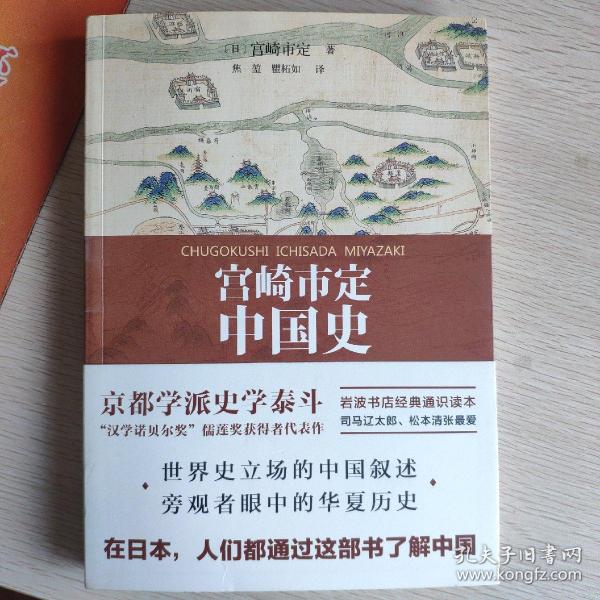 ［日］宫崎市定 著
焦堃 瞿柘如 译
CHUGOKUSHI ICHISADA MIYAZAKI
宫崎市定
中国史
京都学派史学泰斗
“汉学诺贝尔奖”儒莲奖获得者代表作
岩波书店经典通识读本
司马辽太郎、松本清张最爱
世界史立场的中国叙述
旁观者眼中的华夏历史
在日本，人们都通过这部书了解中国
孔夫子旧书网
www.kongfz.com